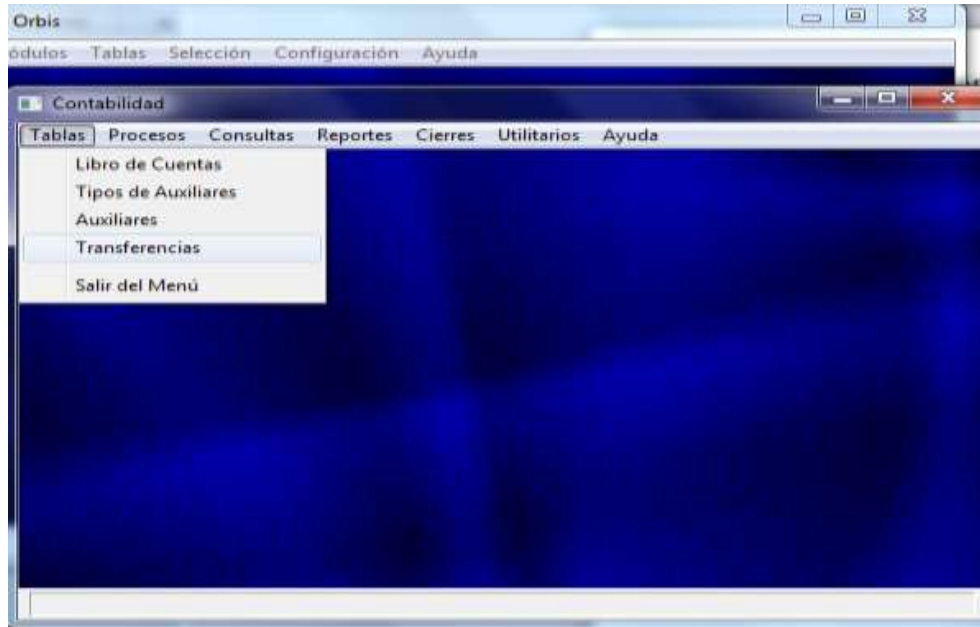 Orbis
ódulos Tablas Selección Configuración Ayuda
Contabilidad
Tablas Procesos Consultas Reportes Cierres Utilitarios Ayuda
Libro de Cuentas
Tipos de Auxiliares
Auxiliares
Transferencias
Salir del Menú